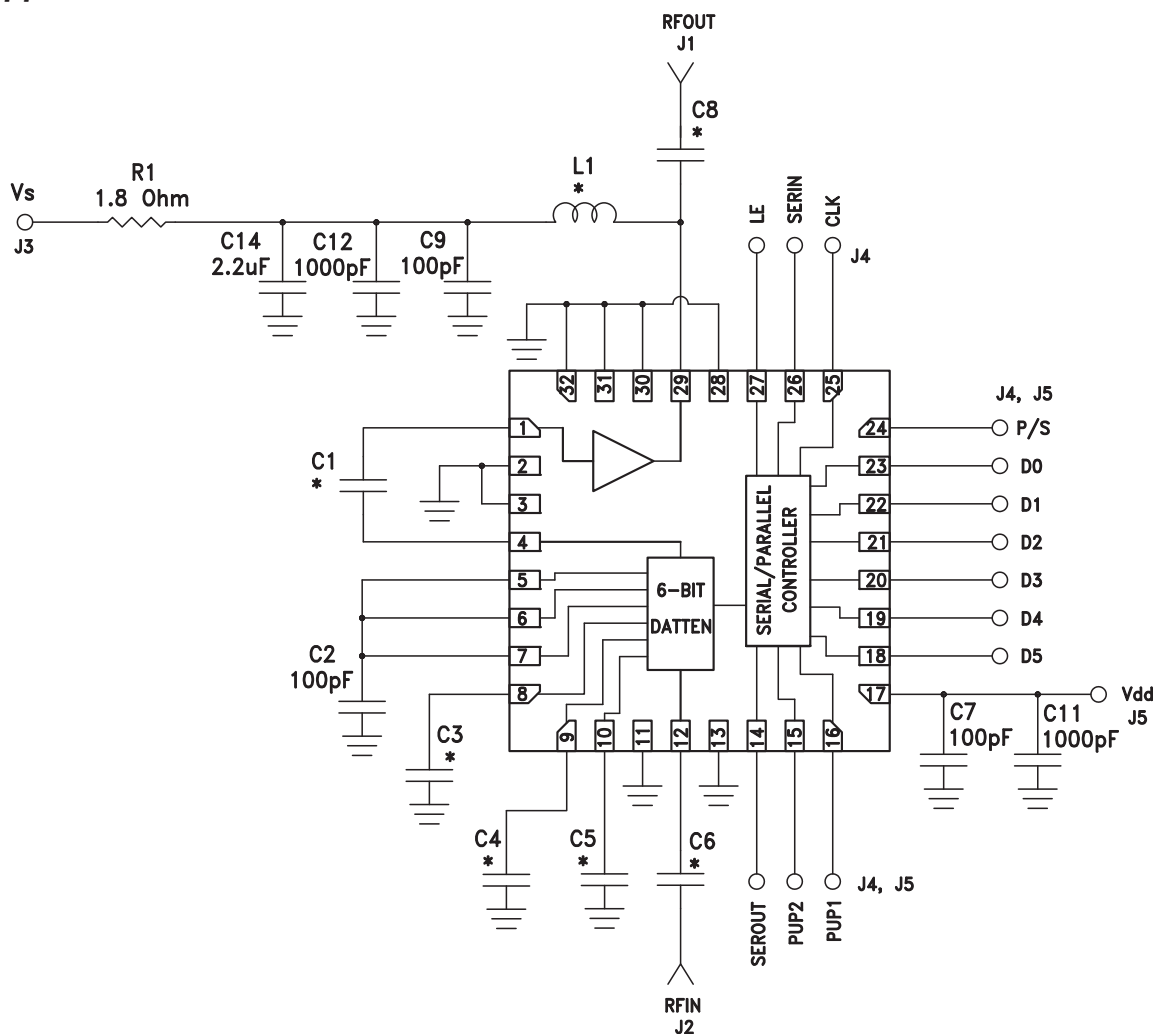 RFOUT
J1
C8
*
R1
1.8 Ohm
L1
*
Vs
J3
C14
2.2uF
C12
1000pF
C9
100pF
LE
SERIN
CLK
J4
32
31
30
29
28
27
26
25
J4, J5
1
24
P/S
C1
*
2
23
D0
3
22
D1
4
21
D2
5
20
D3
6
19
D4
7
18
D5
8
17
Vdd
J5
6-BIT
DATTEN
SERIAL/PARALLEL
CONTROLLER
C2
100pF
C7
100pF
C11
1000pF
C3
*
9
10
11
12
13
14
15
16
C4
*
C5
*
C6
*
J4, J5
SEROUT
PUP2
PUP1
RFIN
J2